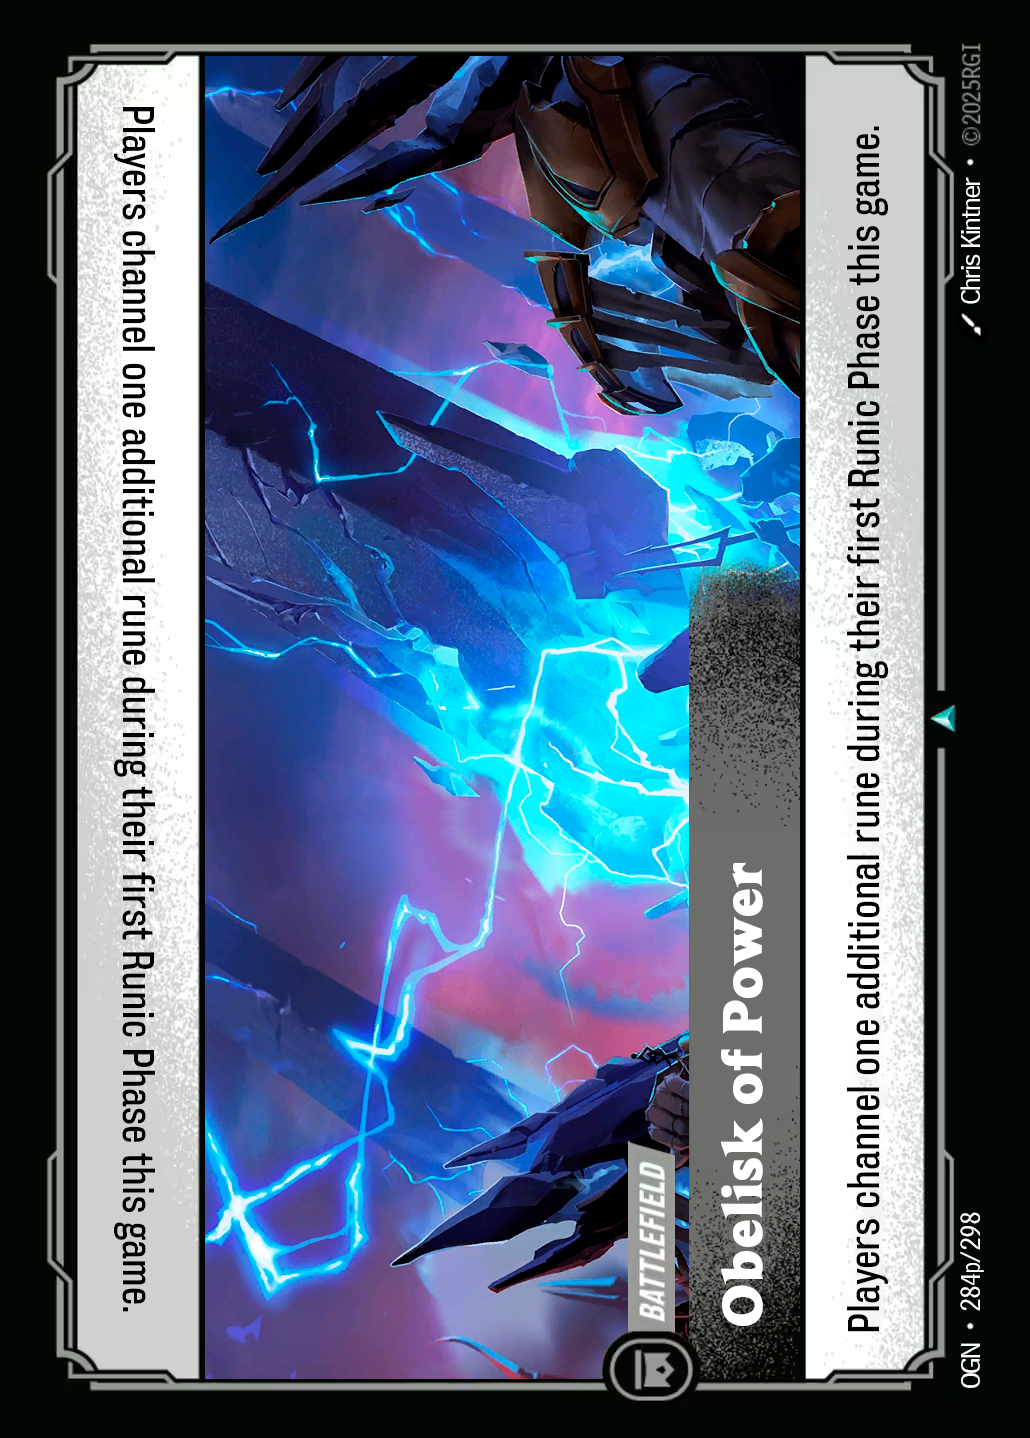 Players channel one additional rune during their first Runic Phase this game.
BATTLEFIELD
Obelisk of Power
Players channel one additional rune during their first Runic Phase this game.
OGN • 284p/298
Chris Kintner • ©2025RGI